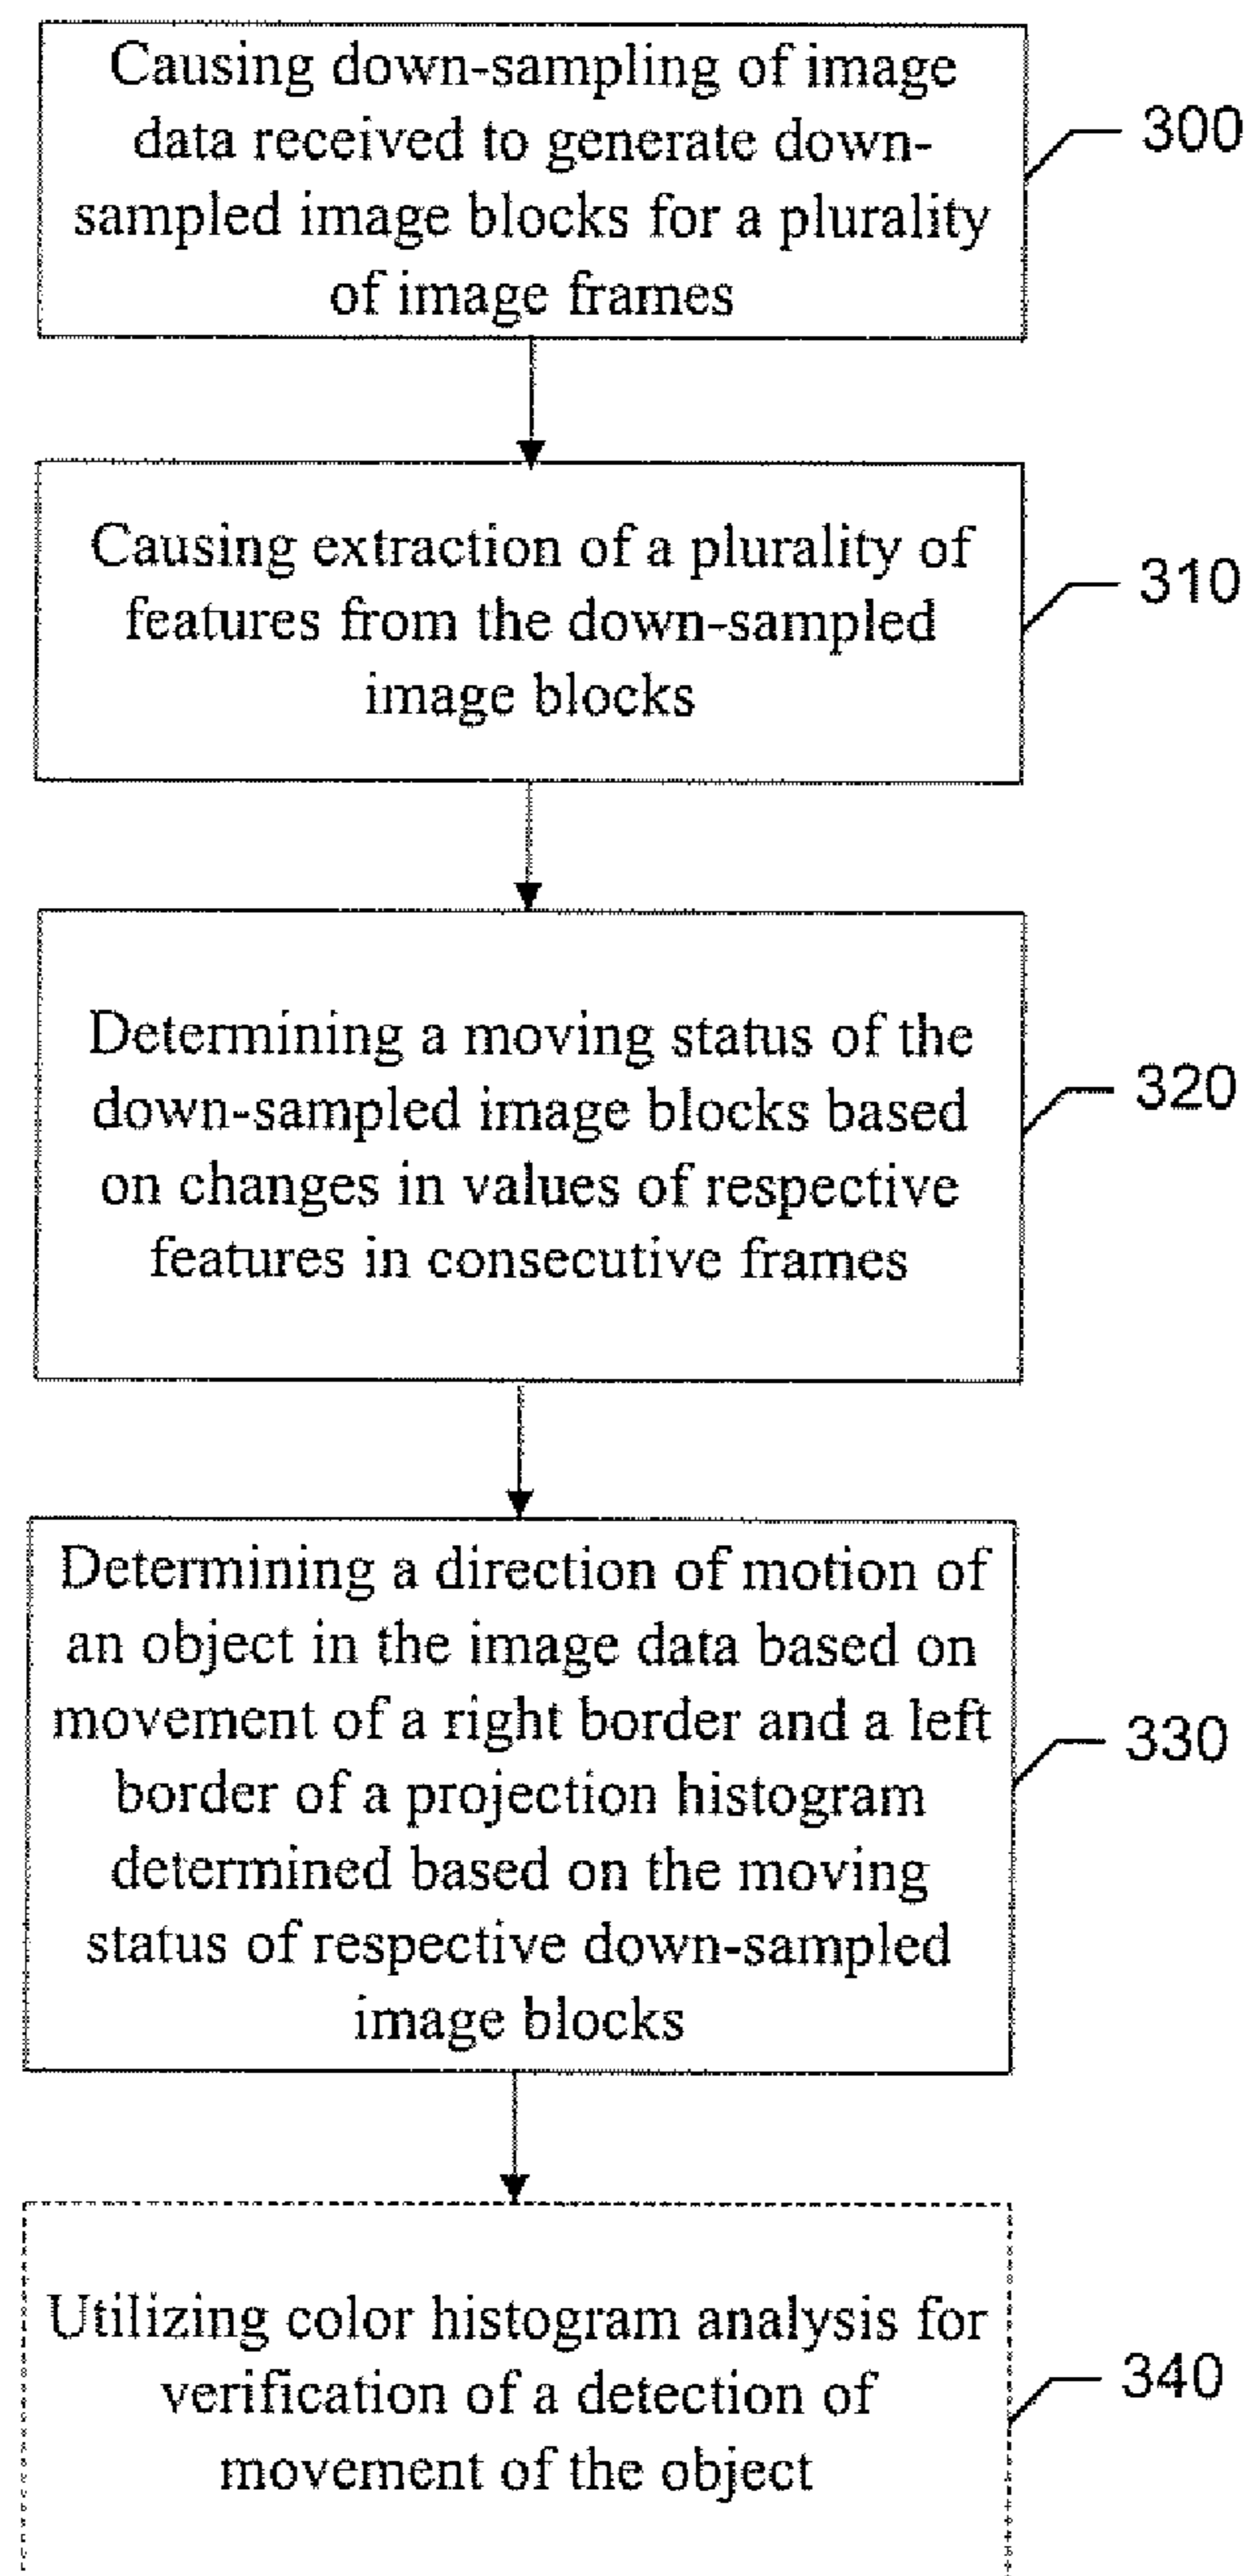 Causing down-sampling of image
data received to generate down-
sampled image blocks for a plurality
of image frames
300
Causing extraction of a plurality of
features from the down-sampled
image blocks
310
Determining a moving status of the
down-sampled image blocks based
on changes in values of respective
features in consecutive frames
320
Determining a direction of motion of
an object in the image data based on
movement of a right border and a left
border of a projection histogram
determined based on the moving
status of respective down-sampled
image blocks
330
Utilizing color histogram analysis for
verification of a detection of
movement of the object
340